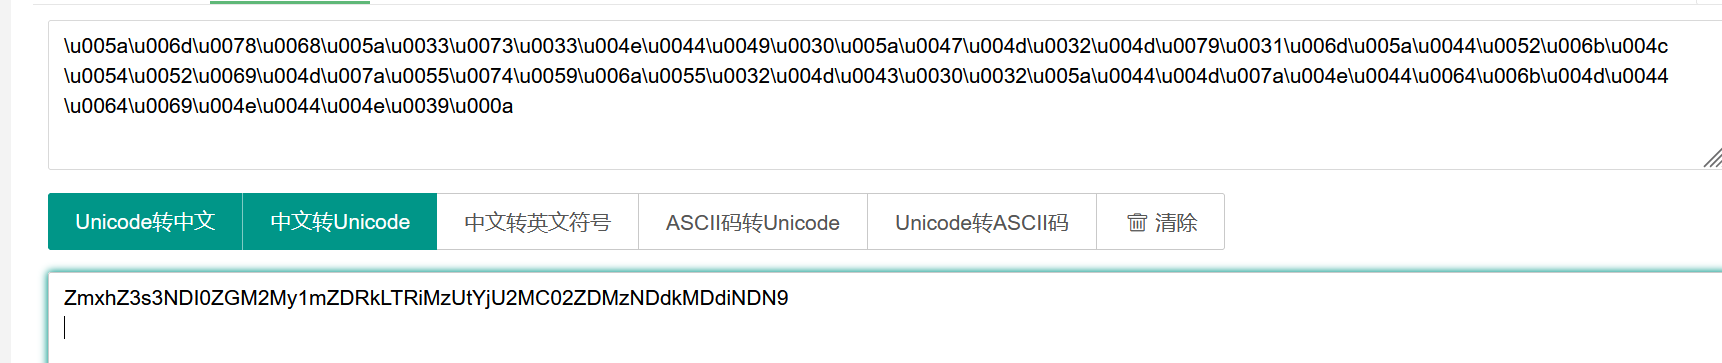 \u005a\u006d\u0078\u0068\u005a\u0033\u0073\u0033\u004e\u0044\u0049\u0030\u005a\u0047\u004d\u0032\u004d\u0079\u0031\u006d\u005a\u0044\u0052\u006b\u004c
\u0054\u0052\u0069\u004d\u007a\u0055\u0074\u0059\u006a\u0055\u0032\u004d\u0043\u0030\u0032\u005a\u0044\u004d\u007a\u004e\u0044\u0064\u006b\u004d\u0044
\u0064\u0069\u004e\u0044\u004e\u0039\u000a
Unicode转中文 中文转Unicode 中文转英文符号 ASCII码转Unicode Unicode转ASCII码 清除
ZmxhZ3s3NDI0ZGM2My1mZDRkLTRiMzUtYjU2MC02ZDMzNDdkMDdiNDN9